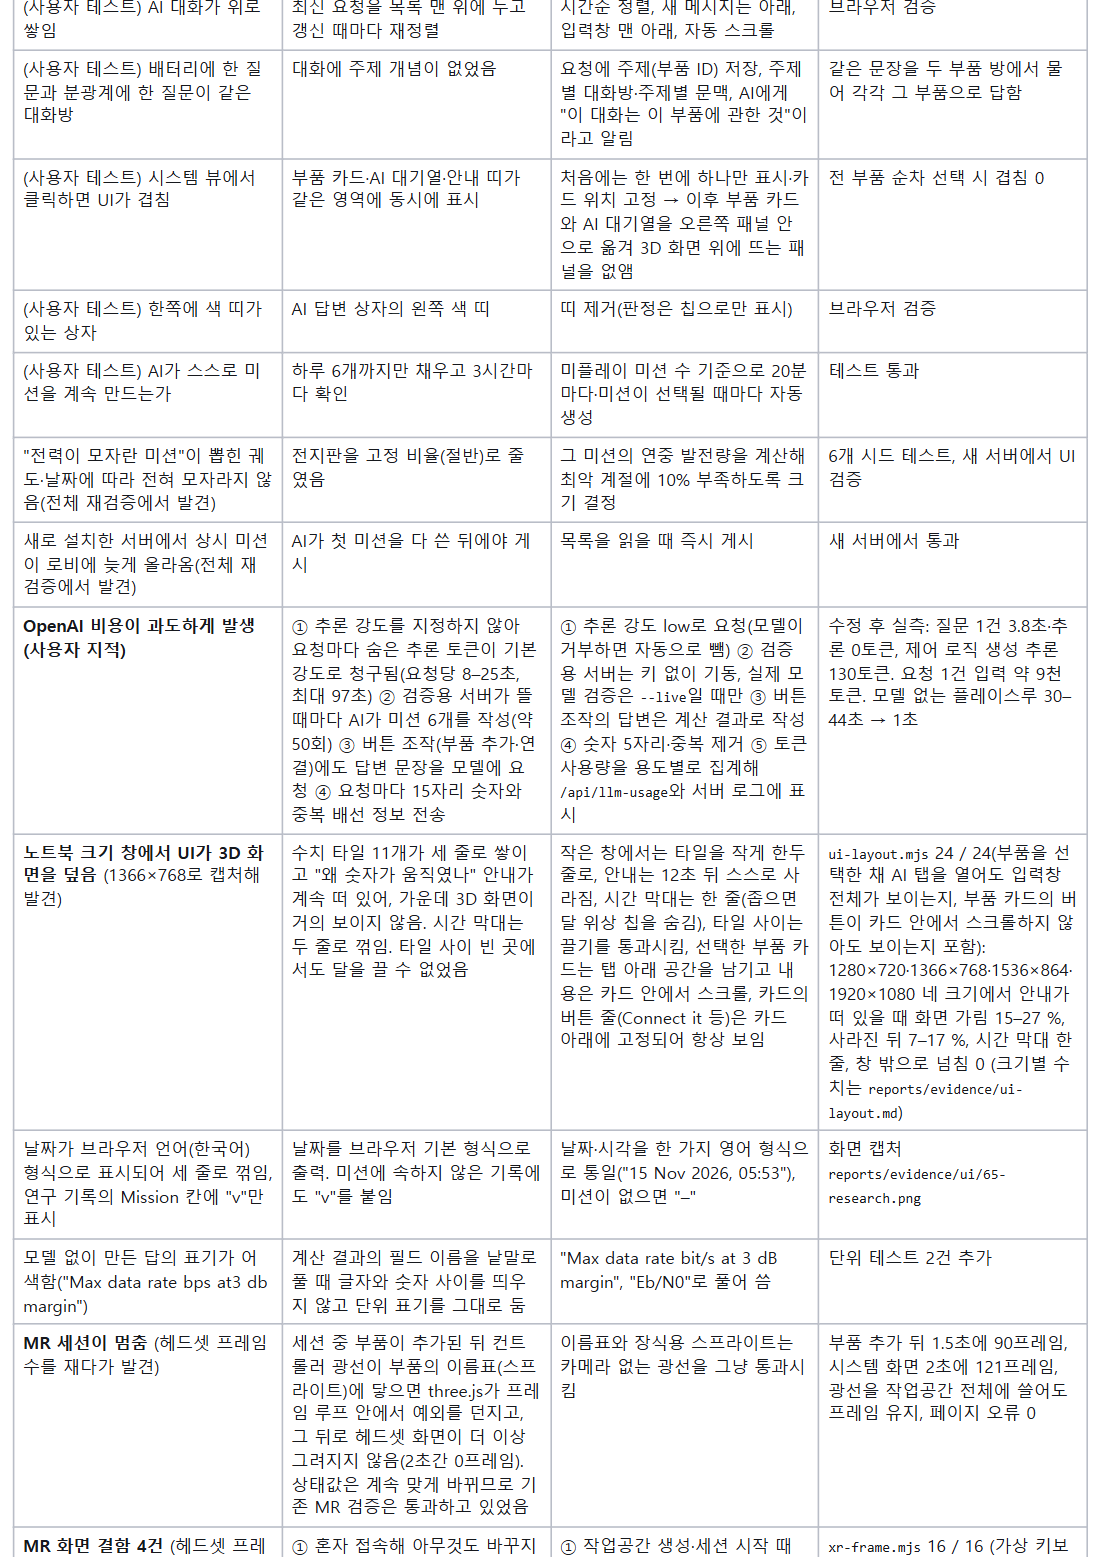 (사용자 테스트) AI 대화가 위로
쌓임
최신 요청을 목록 맨 위에 두고
갱신 때마다 재정렬
시간순 정렬, 새 메시지는 아래,
입력창 맨 아래, 자동 스크롤
브라우저 검증
(사용자 테스트) 배터리에 한 질
문과 분광계에 한 질문이 같은
대화방
대화에 주제 개념이 없었음
요청에 주제(부품 ID) 저장, 주제
별 대화방·주제별 문맥, AI에게
"이 대화는 이 부품에 관한 것"이
라고 알림
같은 문장을 두 부품 방에서 물
어 각각 그 부품으로 답함
(사용자 테스트) 시스템 뷰에서
클릭하면 UI가 겹침
부품 카드·AI 대기열·안내 띠가
같은 영역에 동시에 표시
처음에는 한 번에 하나만 표시·카
드 위치 고정 → 이후 부품 카드
와 AI 대기열을 오른쪽 패널 안
으로 옮겨 3D 화면 위에 뜨는 패
널을 없앰
전 부품 순차 선택 시 겹침 0
(사용자 테스트) 한쪽에 색 띠가
있는 상자
AI 답변 상자의 왼쪽 색 띠
띠 제거(판정은 칩으로만 표시)
브라우저 검증
(사용자 테스트) AI가 스스로 미
션을 계속 만드는가
하루 6개까지만 채우고 3시간마
다 확인
미플레이 미션 수 기준으로 20분
마다·미션이 선택될 때마다 자동
생성
테스트 통과
"전력이 모자란 미션"이 뽑힌 궤
도·날짜에 따라 전혀 모자라지 않
음(전체 재검증에서 발견)
전지판을 고정 비율(절반)로 줄
였음
그 미션의 연중 발전량을 계산해
최악 계절에 10% 부족하도록 크
기 결정
6개 시드 테스트, 새 서버에서 UI
검증
새로 설치한 서버에서 상시 미션
이 로비에 늦게 올라옴(전체 재
검증에서 발견)
AI가 첫 미션을 다 쓴 뒤에야 게
시
목록을 읽을 때 즉시 게시
새 서버에서 통과
OpenAI 비용이 과도하게 발생
(사용자 지적)
① 추론 강도를 지정하지 않아
요청마다 숨은 추론 토큰이 기본
강도로 청구됨(요청당 8–25초,
최대 97초) ② 검증용 서버가 뜰
때마다 AI가 미션 6개를 작성(약
50회) ③ 버튼 조작(부품 추가·연
결)에도 답변 문장을 모델에 요
청 ④ 요청마다 15자리 숫자와
중복 배선 정보 전송
① 추론 강도 low로 요청(모델이
거부하면 자동으로 뺌) ② 검증
용 서버는 키 없이 기동, 실제 모
델 검증은 --live일 때만 ③ 버튼
조작의 답변은 계산 결과로 작성
④ 숫자 5자리·중복 제거 ⑤ 토큰
사용량을 용도별로 집계해
/api/llm-usage와 서버 로그에 표
시
수정 후 실측: 질문 1건 3.8초·추
론 0토큰, 제어 로직 생성 추론
130토큰. 요청 1건 입력 약 9천
토큰. 모델 없는 플레이스루 30–
44초 → 1초
노트북 크기 창에서 UI가 3D 화
면을 덮음 (1366×768로 캡처해
발견)
수치 타일 11개가 세 줄로 쌓이
고 "왜 숫자가 움직였나" 안내가
계속 떠 있어, 가운데 3D 화면이
거의 보이지 않음. 시간 막대는
두 줄로 꺾임. 타일 사이 빈 곳에
서도 달을 끌 수 없었음
작은 창에서는 타일을 작게 한두
줄로, 안내는 12초 뒤 스스로 사
라짐, 시간 막대는 한 줄(좁으면
달 위상 칩을 숨김), 타일 사이는
끌기를 통과시킴, 선택한 부품 카
드는 탭 아래 공간을 남기고 내
용은 카드 안에서 스크롤, 카드의
버튼 줄(Connect it 등)은 카드
아래에 고정되어 항상 보임
ui-layout.mjs 24 / 24(부품을 선
택한 채 AI 탭을 열어도 입력창
전체가 보이는지, 부품 카드의 버
튼이 카드 안에서 스크롤하지 않
아도 보이는지 포함):
1280×720·1366×768·1536×864·
1920×1080 네 크기에서 안내가
떠 있을 때 화면 가림 15–27 %,
사라진 뒤 7–17 %, 시간 막대 한
줄, 창 밖으로 넘침 0 (크기별 수
치는 reports/evidence/ui-
layout.md)
날짜가 브라우저 언어(한국어)
형식으로 표시되어 세 줄로 꺾임,
연구 기록의 Mission 칸에 "v"만
표시
날짜를 브라우저 기본 형식으로
출력. 미션에 속하지 않은 기록에
도 "v"를 붙임
날짜·시각을 한 가지 영어 형식으
로 통일("15 Nov 2026, 05:53"),
미션이 없으면 "–"
화면 캡처
reports/evidence/ui/65-
research.png
모델 없이 만든 답의 표기가 어
색함("Max data rate bps at3 db
margin")
계산 결과의 필드 이름을 낱말로
풀 때 글자와 숫자 사이를 띄우
지 않고 단위 표기를 그대로 둠
"Max data rate bit/s at 3 dB
margin", "Eb/N0"로 풀어 씀
단위 테스트 2건 추가
MR 세션이 멈춤 (헤드셋 프레임
수를 재다가 발견)
세션 중 부품이 추가된 뒤 컨트
롤러 광선이 부품의 이름표(스프
라이트)에 닿으면 three.js가 프레
임 루프 안에서 예외를 던지고,
그 뒤로 헤드셋 화면이 더 이상
그려지지 않음(2초간 0프레임).
상태값은 계속 맞게 바뀌므로 기
존 MR 검증은 통과하고 있었음
이름표와 장식용 스프라이트는
카메라 없는 광선을 그냥 통과시
킴
부품 추가 뒤 1.5초에 90프레임,
시스템 화면 2초에 121프레임,
광선을 작업공간 전체에 쓸어도
프레임 유지, 페이지 오류 0
MR 화면 결함 4건 (헤드셋 프레
① 혼자 접속해 아무것도 바꾸지
① 작업공간 생성·세션 시작 때
xr-frame.mjs 16 / 16 (가상 키보